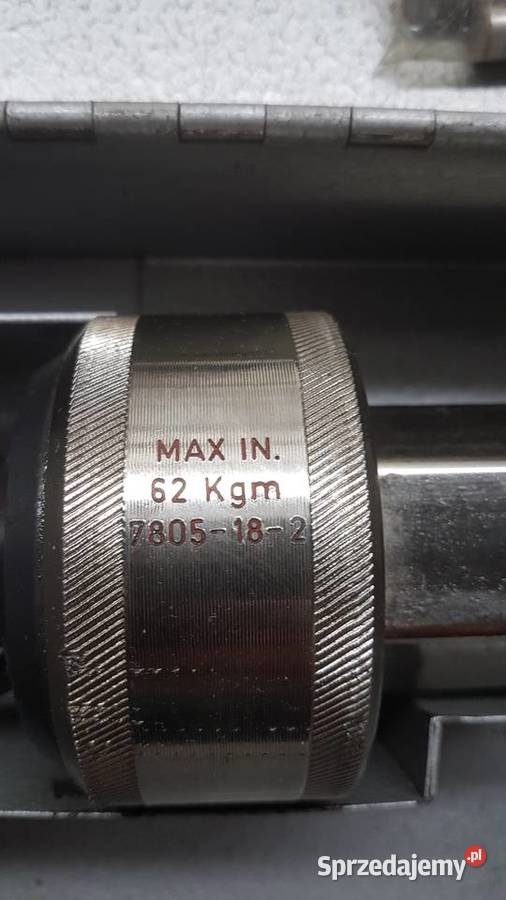 MAX IN.
62 Kgm
7805-18-2
Sprzedajemy.pl